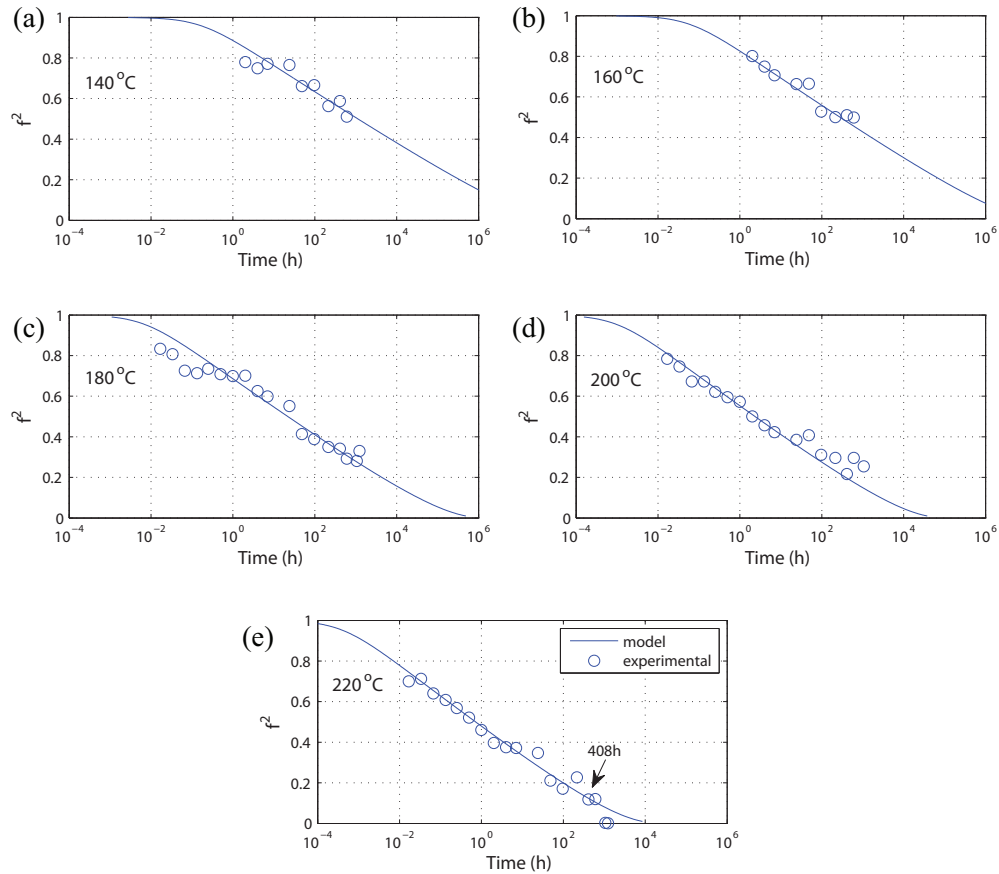 (a)
1
0.8
0.6
0.4
0.2
0
f²
140 °C
10⁻⁴ 10⁻² 10⁰ 10² 10⁴ 10⁶
Time (h)
(b)
1
0.8
0.6
0.4
0.2
0
f²
160 °C
10⁻⁴ 10⁻² 10⁰ 10² 10⁴ 10⁶
Time (h)
(c)
1
0.8
0.6
0.4
0.2
0
f²
180 °C
10⁻⁴ 10⁻² 10⁰ 10² 10⁴ 10⁶
Time (h)
(d)
1
0.8
0.6
0.4
0.2
0
f²
200 °C
10⁻⁴ 10⁻² 10⁰ 10² 10⁴ 10⁶
Time (h)
(e)
1
0.8
0.6
0.4
0.2
0
f²
220 °C
model
experimental
408h
10⁻⁴ 10⁻² 10⁰ 10² 10⁴ 10⁶
Time (h)